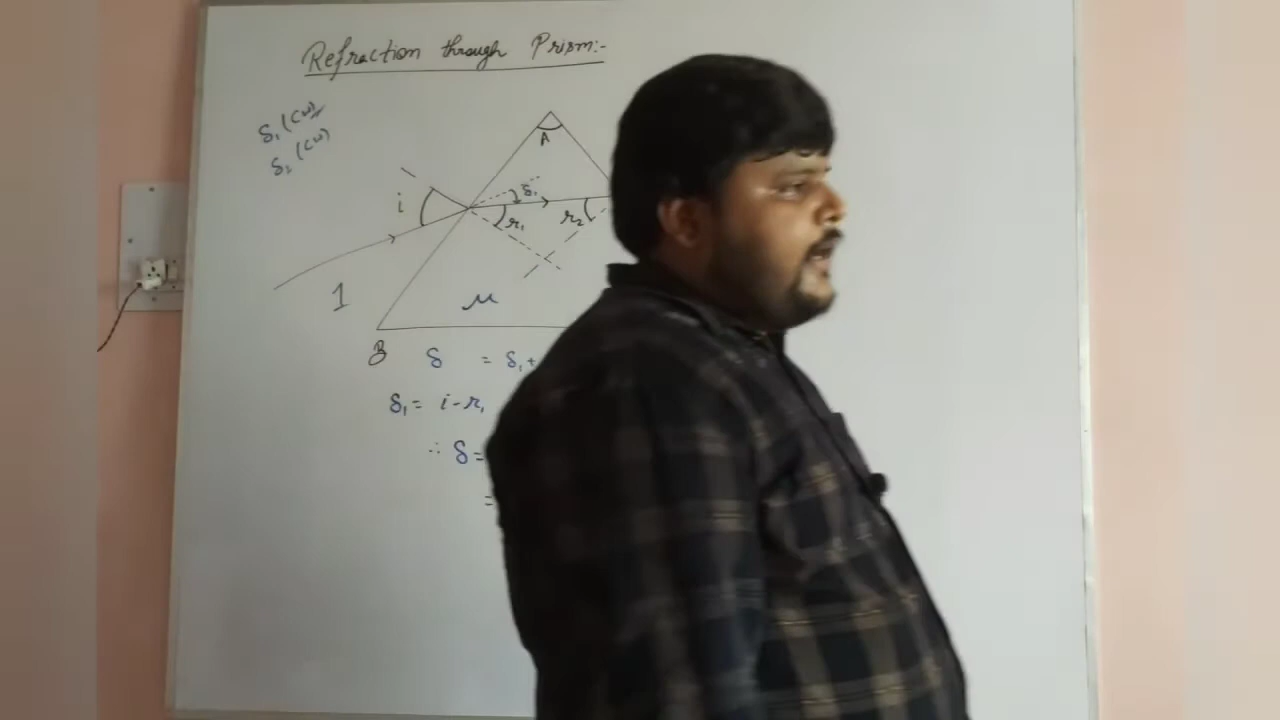 Refraction through Prism:-
δ₁ (CW)
δ₂ (CW)
A
i
δ₁
r₁
r₂
1
μ
B
δ = δ₁+
δ₁ = i-r₁
∴ δ=
=